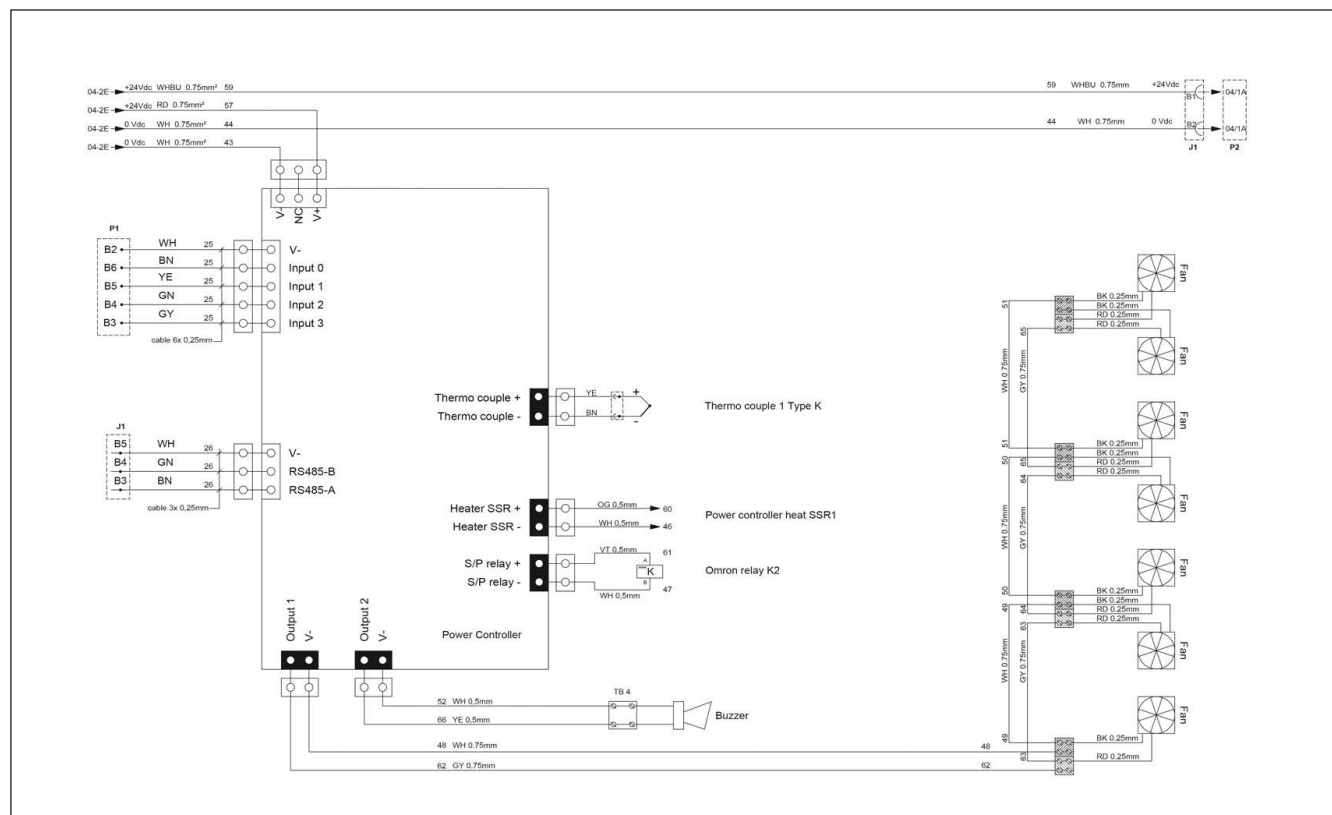 04-2E +24Vdc WHBU 0.75mm² 59
59 WHBU 0.75mm +24Vdc B1 04/1A
04-2E +24Vdc RD 0.75mm² 57
04-2E 0 Vdc WH 0.75mm² 44
44 WH 0.75mm 0 Vdc B2 04/1A
04-2E 0 Vdc WH 0.75mm² 43
J1 P2
V- NC V+
P1
B2 WH 25 V-
B6 BN 25 Input 0
B5 YE 25 Input 1
B4 GN 25 Input 2
B3 GY 25 Input 3
cable 6x 0,25mm
Thermo couple + YE +
Thermo couple - BN -
Thermo couple 1 Type K
J1
B5 WH 26 V-
B4 GN 26 RS485-B
B3 BN 26 RS485-A
cable 3x 0,25mm
Heater SSR + OG 0,5mm 60
Heater SSR - WH 0,5mm 46
Power controller heat SSR1
S/P relay + VT 0,5mm 61
A
K
B
S/P relay - WH 0,5mm 47
Omron relay K2
Output 1
V-
Output 2
V-
Power Controller
52 WH 0,5mm
66 YE 0,5mm
TB 4
Buzzer
48 WH 0.75mm 48
62 GY 0.75mm 62
Fan
51
BK 0.25mm
BK 0.25mm
RD 0.25mm
RD 0.25mm
65
Fan
WH 0.75mm
GY 0.75mm
Fan
51
50
BK 0.25mm
BK 0.25mm
RD 0.25mm
RD 0.25mm
65
64
Fan
WH 0.75mm
GY 0.75mm
Fan
50
49
BK 0.25mm
BK 0.25mm
RD 0.25mm
RD 0.25mm
64
63
Fan
WH 0.75mm
GY 0.75mm
Fan
49
BK 0.25mm
63
RD 0.25mm